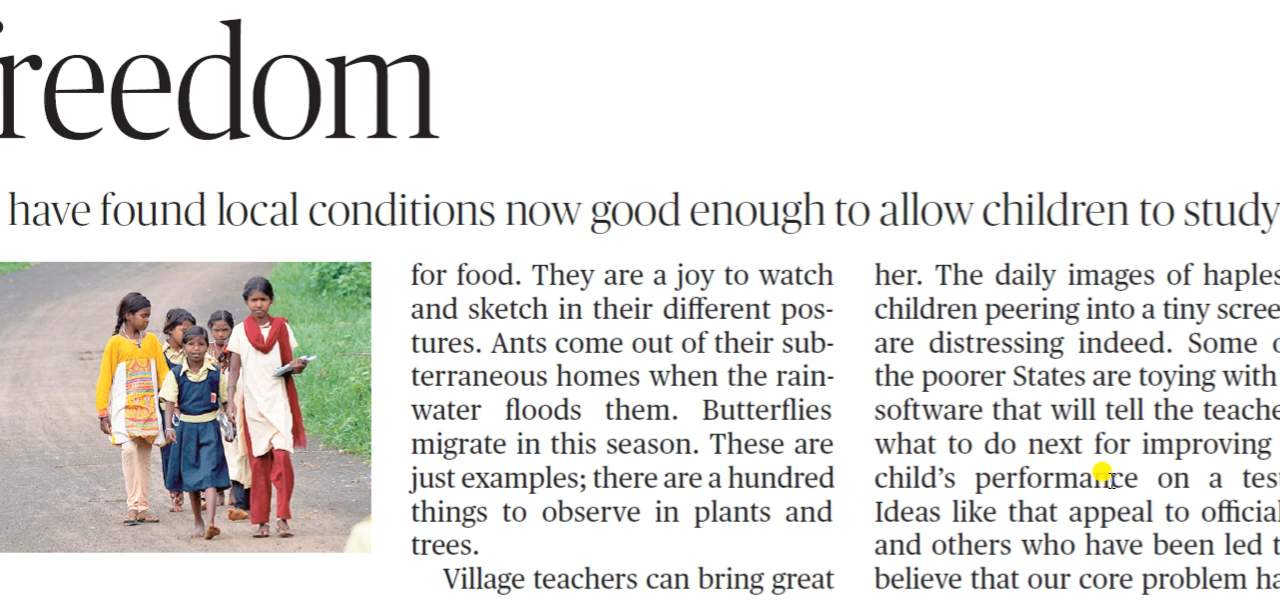 reedom
have found local conditions now good enough to allow children to study
for food. They are a joy to watch
and sketch in their different pos-
tures. Ants come out of their sub-
terraneous homes when the rain-
water floods them. Butterflies
migrate in this season. These are
just examples; there are a hundred
things to observe in plants and
trees.
Village teachers can bring great
her. The daily images of haples
children peering into a tiny scree
are distressing indeed. Some o
the poorer States are toying with
software that will tell the teache
what to do next for improving
child’s performance on a test
Ideas like that appeal to official
and others who have been led t
believe that our core problem ha